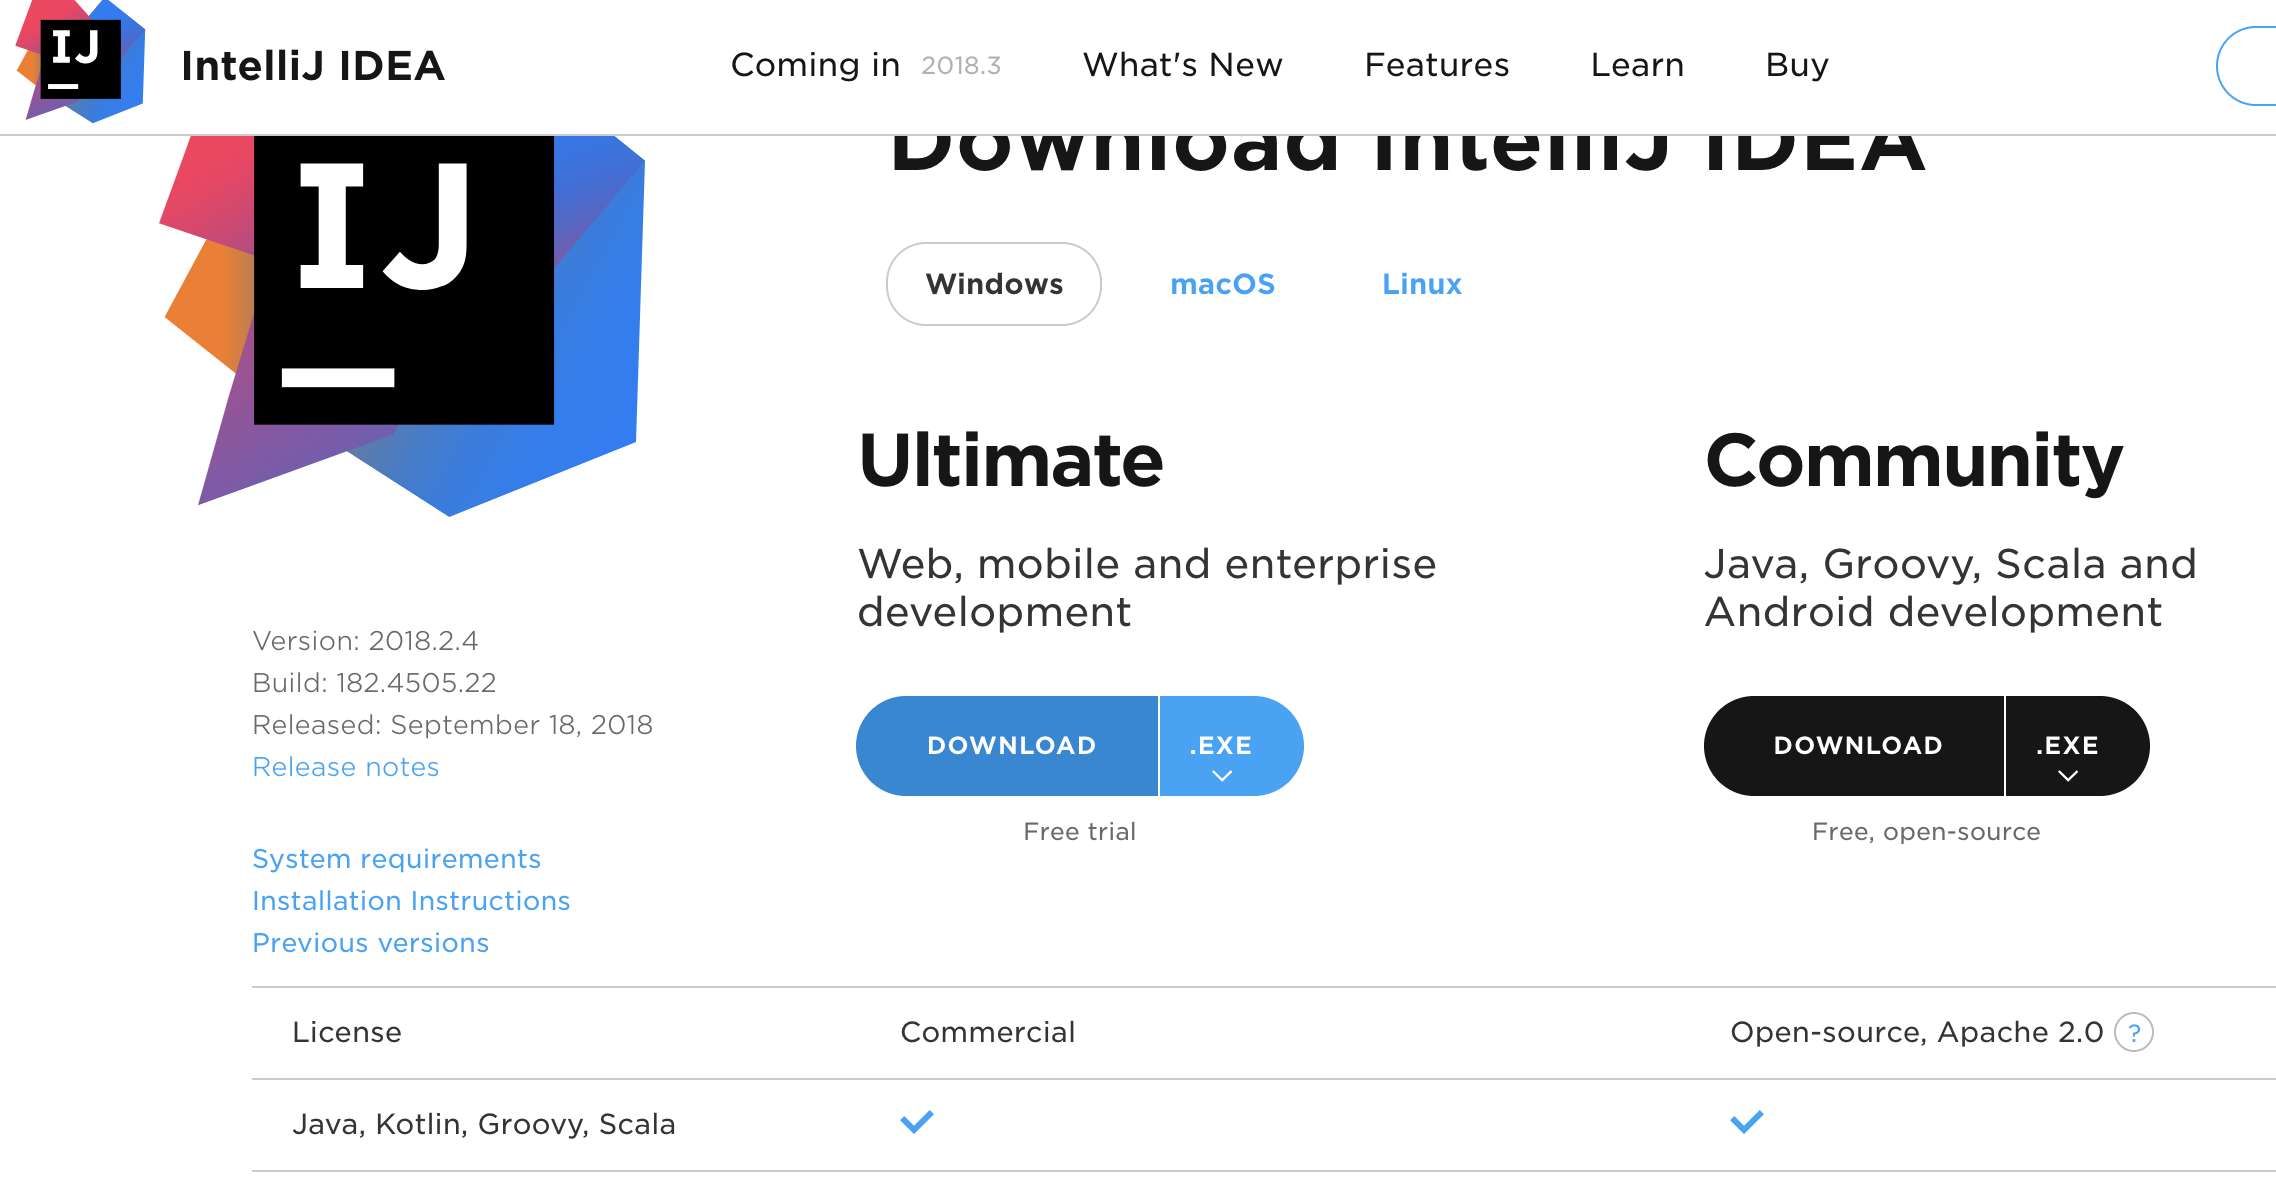 IJ
IntelliJ IDEA
Coming in 2018.3
What's New
Features
Learn
Buy
Download IntelliJ IDEA
IJ
Windows
macOS
Linux
Version: 2018.2.4
Build: 182.4505.22
Released: September 18, 2018
Release notes
System requirements
Installation Instructions
Previous versions
Ultimate
Web, mobile and enterprise
development
DOWNLOAD .EXE
Free trial
Community
Java, Groovy, Scala and
Android development
DOWNLOAD .EXE
Free, open-source
License Commercial Open-source, Apache 2.0 ?
Java, Kotlin, Groovy, Scala